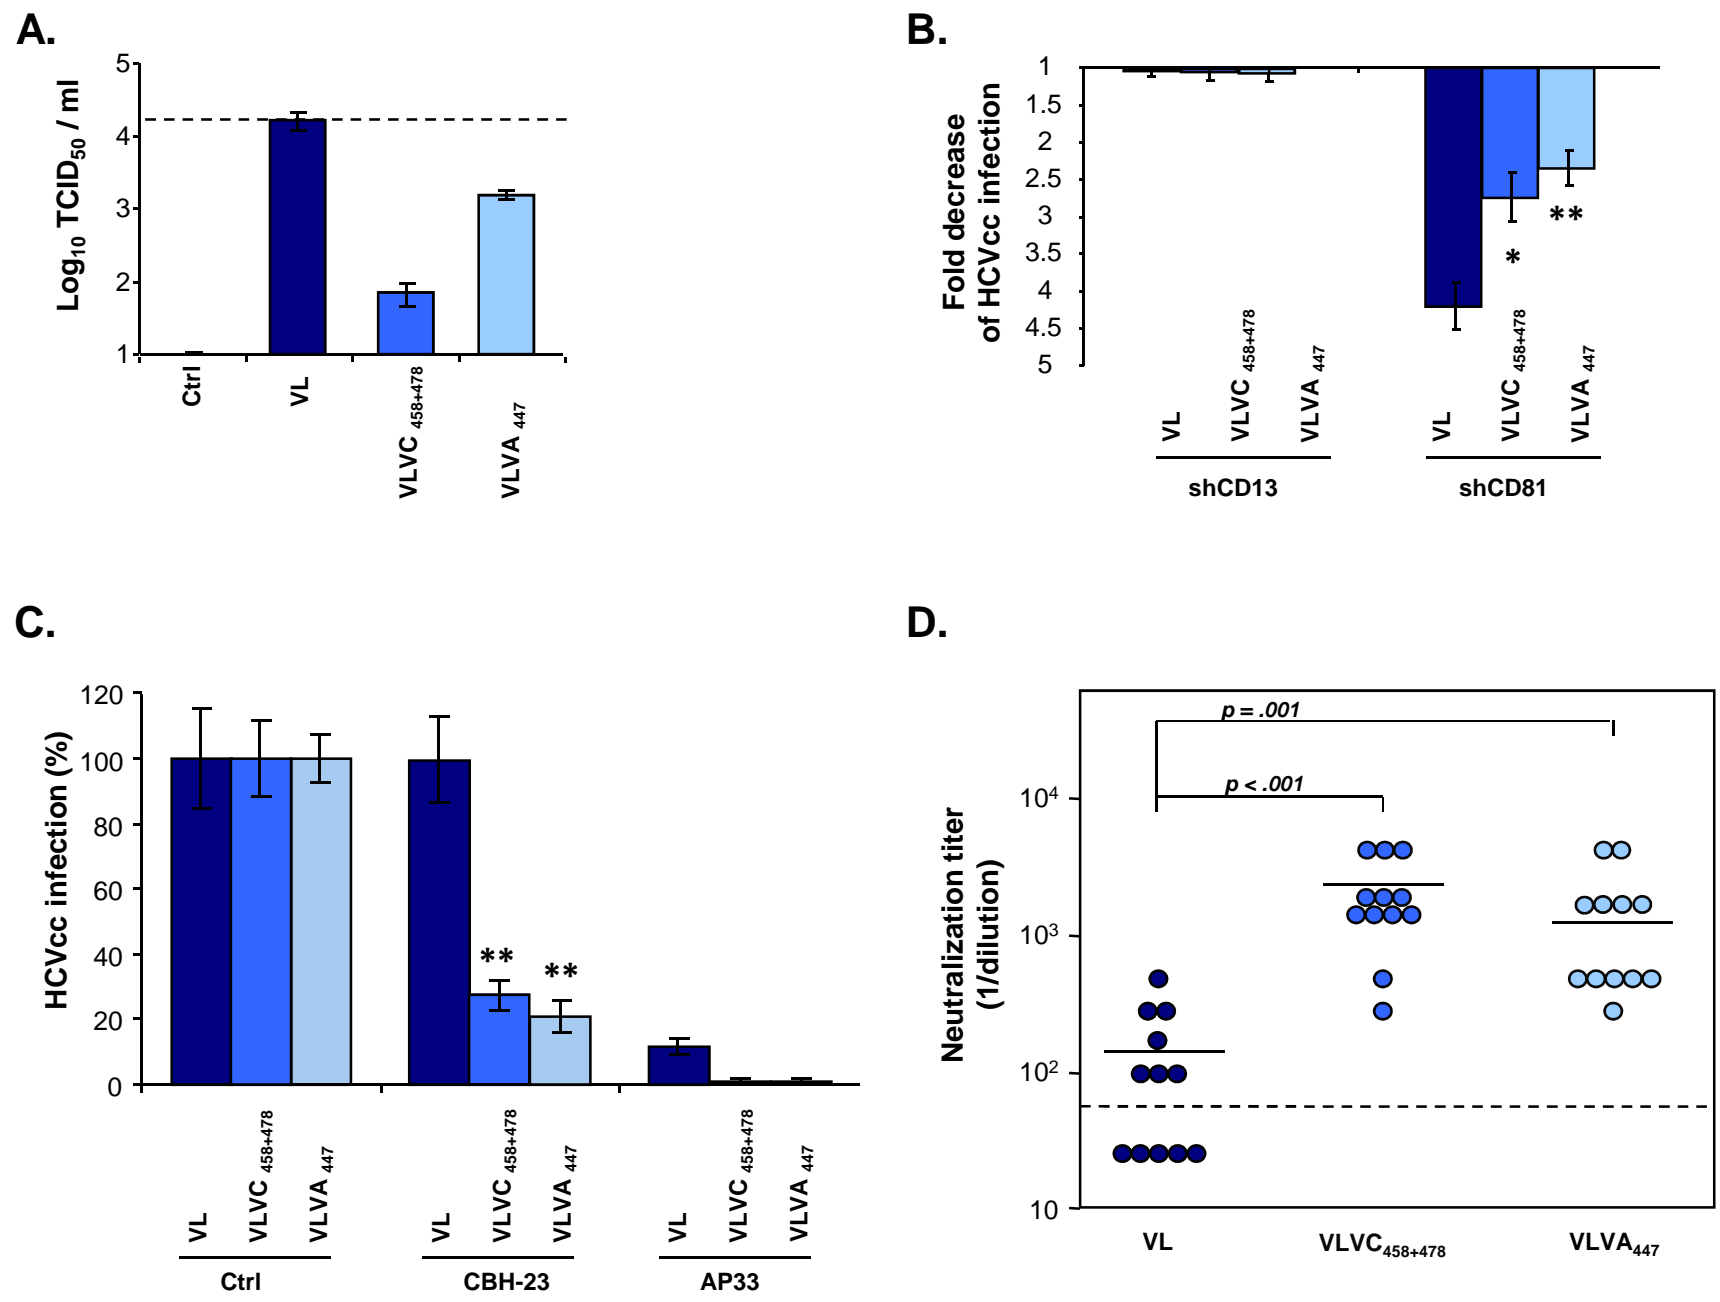 A.
Log10 TCID50 / ml
5
4
3
2
1
Ctrl
VL
VLVC 458+478
VLVA 447
B.
Fold decrease
of HCVcc infection
1
1.5
2
2.5
3
3.5
4
4.5
5
*
**
VL
VLVC 458+478
VLVA 447
VL
VLVC 458+478
VLVA 447
shCD13
shCD81
C.
HCVcc infection (%)
120
100
80
60
40
20
0
**
**
VL
VLVC 458+478
VLVA 447
VL
VLVC 458+478
VLVA 447
VL
VLVC 458+478
VLVA 447
Ctrl
CBH-23
AP33
D.
Neutralization titer
(1/dilution)
10^4
10^3
10^2
10
p = .001
p < .001
VL
VLVC458+478
VLVA447